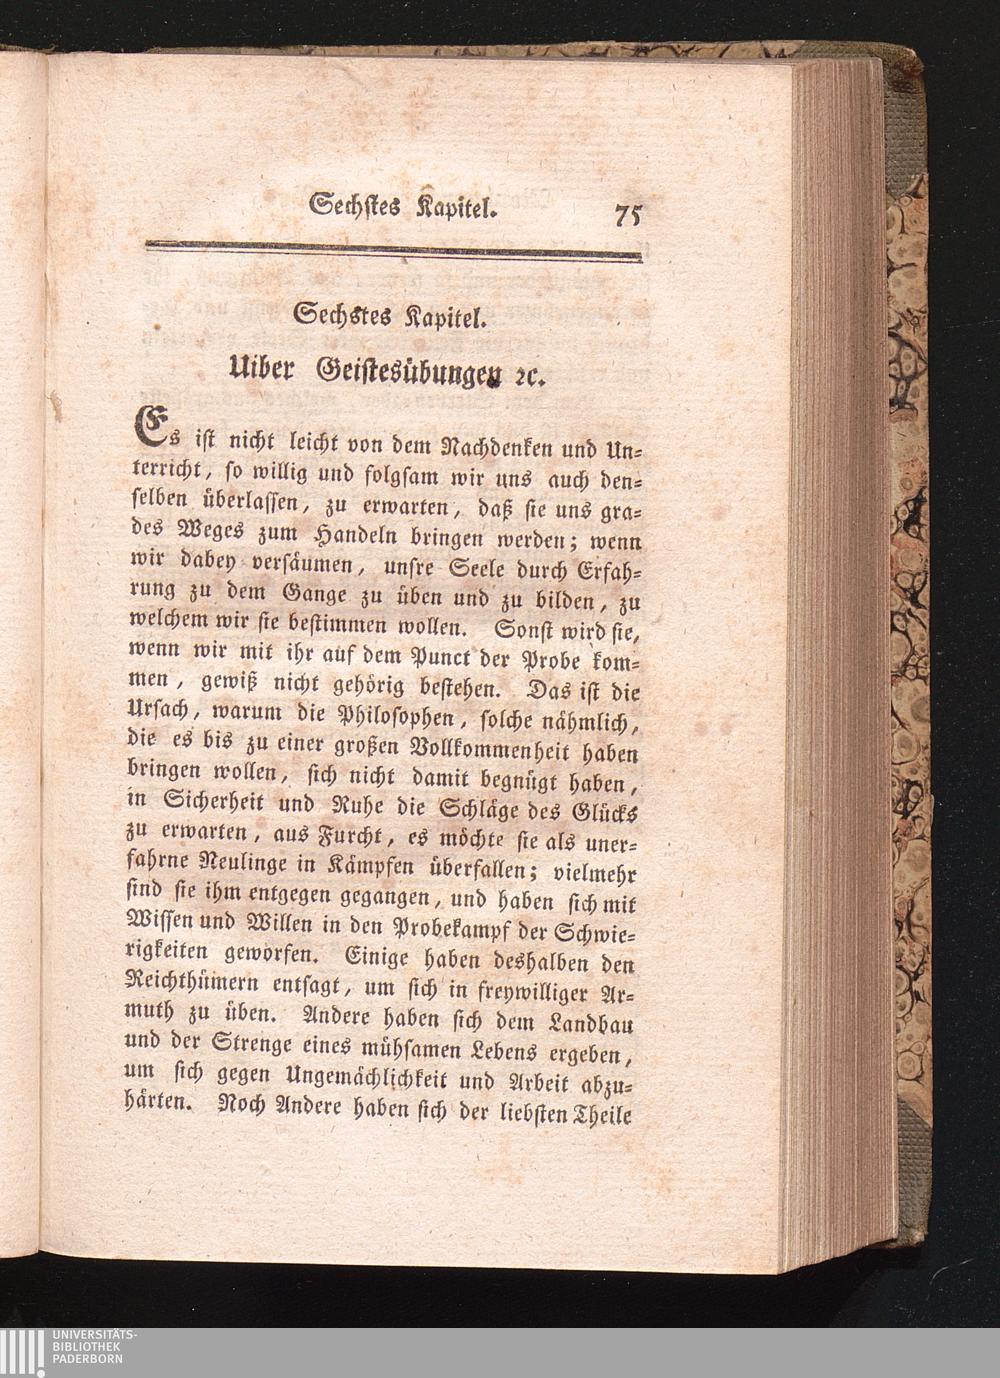 Sechſtes Kapitel. 75
Sechstes Kapitel.
Uiber Geiſtesübungen ꝛc.
Es iſt nicht leicht von dem Nachdenken und Un⸗
terricht, ſo willig und folgſam wir uns auch den⸗
ſelben überlaſſen, zu erwarten, daß ſie uns gra⸗
des Weges zum Handeln bringen werden; wenn
wir dabey verſäumen, unſre Seele durch Erfah⸗
rung zu dem Gange zu üben und zu bilden, zu
welchem wir ſie beſtimmen wollen. Sonſt wird ſie,
wenn wir mit ihr auf dem Punct der Probe kom⸗
men, gewiß nicht gehörig beſtehen. Das iſt die
Urſach, warum die Philoſophen, ſolche nähmlich,
die es bis zu einer großen Vollkommenheit haben
bringen wollen, ſich nicht damit begnügt haben,
in Sicherheit und Ruhe die Schläge des Glücks
zu erwarten, aus Furcht, es möchte ſie als uner⸗
fahrne Neulinge in Kämpfen überfallen; vielmehr
ſind ſie ihm entgegen gegangen, und haben ſich mit
Wiſſen und Willen in den Probekampf der Schwie⸗
rigkeiten geworfen. Einige haben deshalben den
Reichthümern entſagt, um ſich in freywilliger Ar⸗
muth zu üben. Andere haben ſich dem Landbau
und der Strenge eines mühſamen Lebens ergeben,
um ſich gegen Ungemächlichkeit und Arbeit abzu⸗
härten. Noch Andere haben ſich der liebſten Theile
UNIVERSITÄTS-
BIBLIOTHEK
PADERBORN